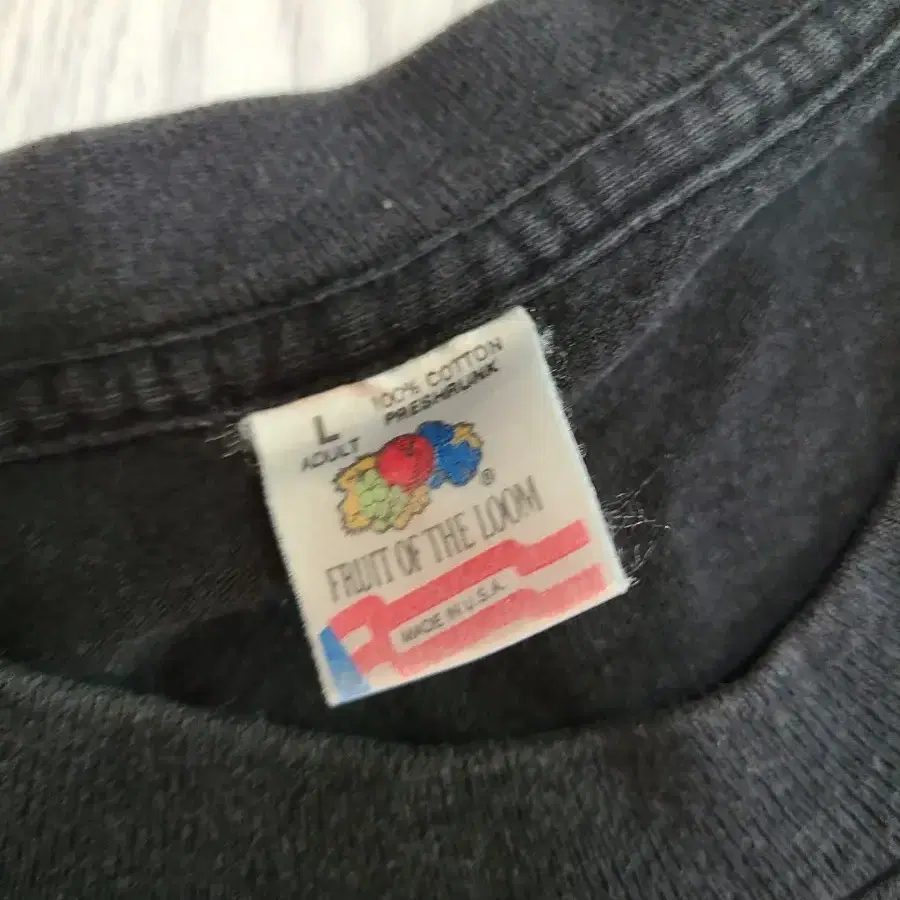 L
ADULT
100% COTTON
PRESHRUNK
®
FRUIT OF THE LOOM
MADE IN U.S.A.